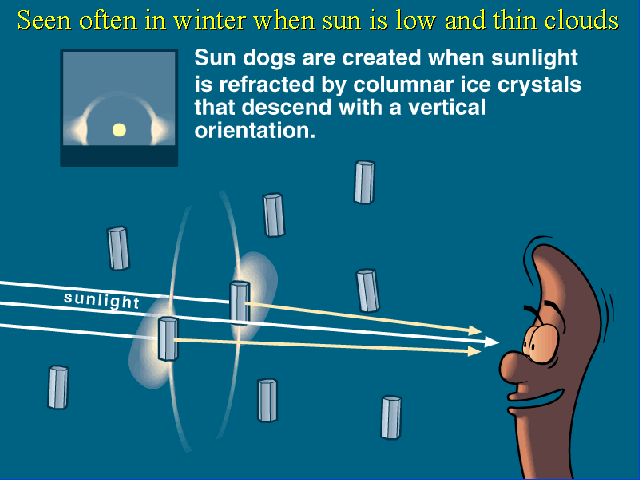 Seen often in winter when sun is low and thin clouds
Sun dogs are created when sunlight
is refracted by columnar ice crystals
that descend with a vertical
orientation.
sunlight